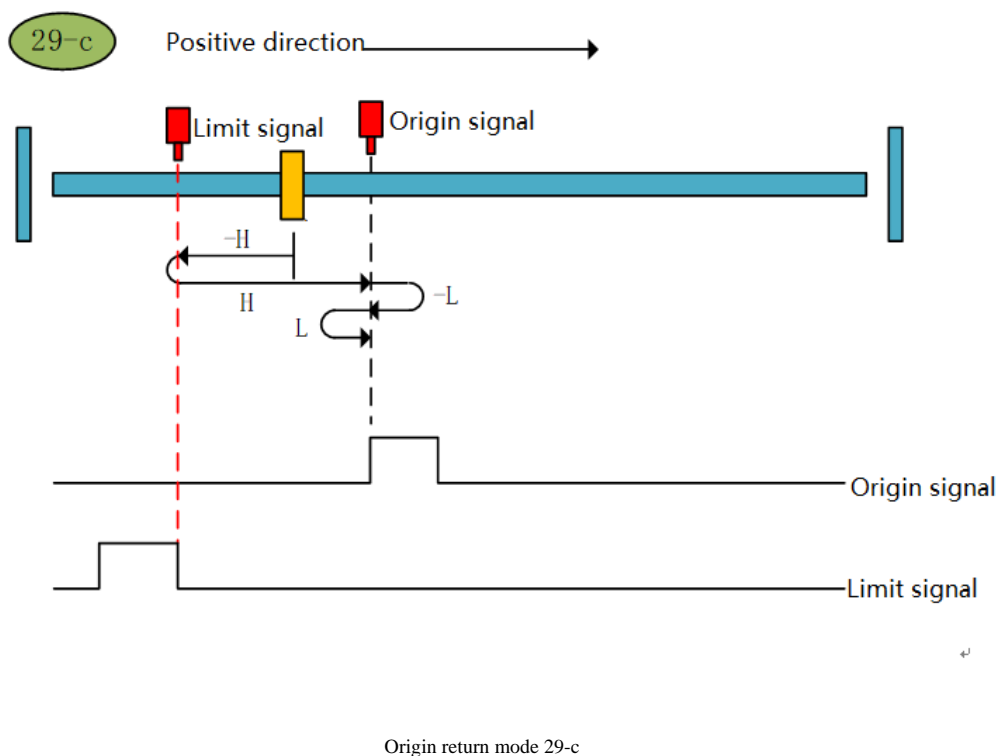 29-c
Positive direction
Limit signal
Origin signal
-H
H
-L
L
Origin signal
Limit signal
Origin return mode 29-c